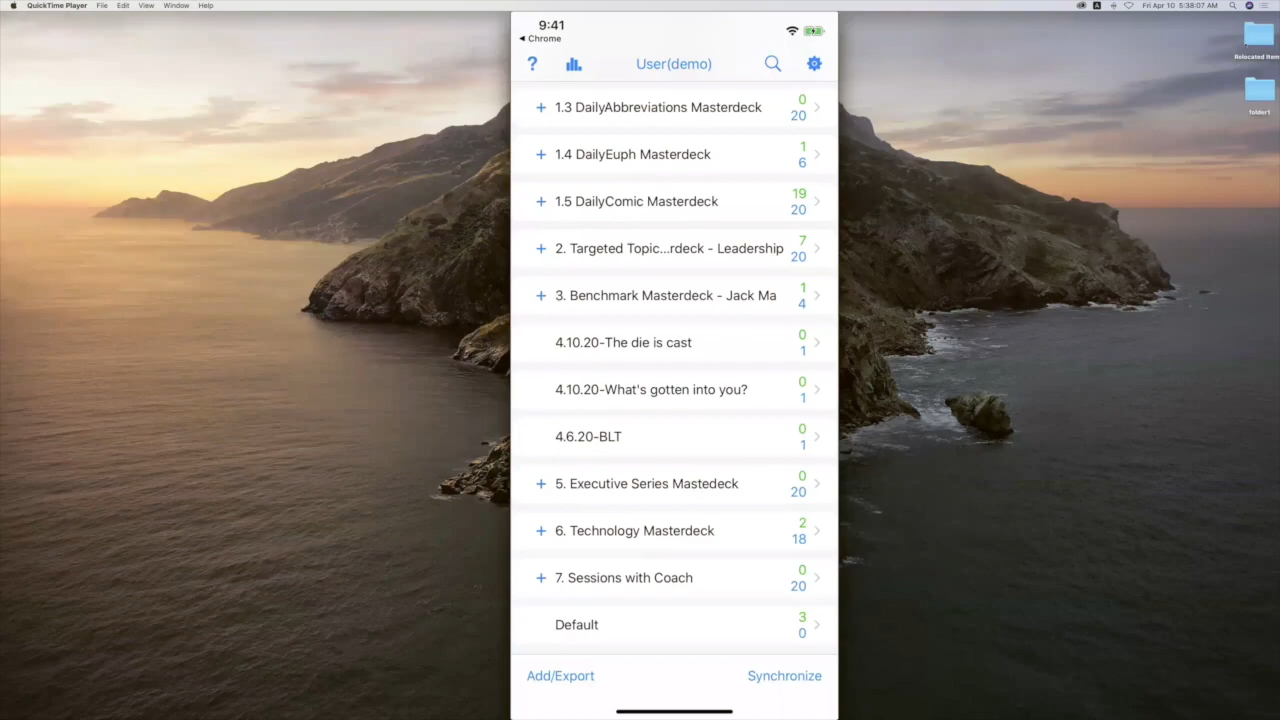 QuickTime Player File Edit View Window Help
A Fri Apr 10 5:38:07 AM
9:41
Chrome
? User(demo)
+ 1.3 DailyAbbreviations Masterdeck 0
20
+ 1.4 DailyEuph Masterdeck 1
6
+ 1.5 DailyComic Masterdeck 19
20
+ 2. Targeted Topic...rdeck - Leadership 7
20
+ 3. Benchmark Masterdeck - Jack Ma 1
4
4.10.20-The die is cast 0
1
4.10.20-What's gotten into you? 0
1
4.6.20-BLT 0
1
+ 5. Executive Series Mastedeck 0
20
+ 6. Technology Masterdeck 2
18
+ 7. Sessions with Coach 0
20
Default 3
0
Add/Export Synchronize
Relocated Item
folder1